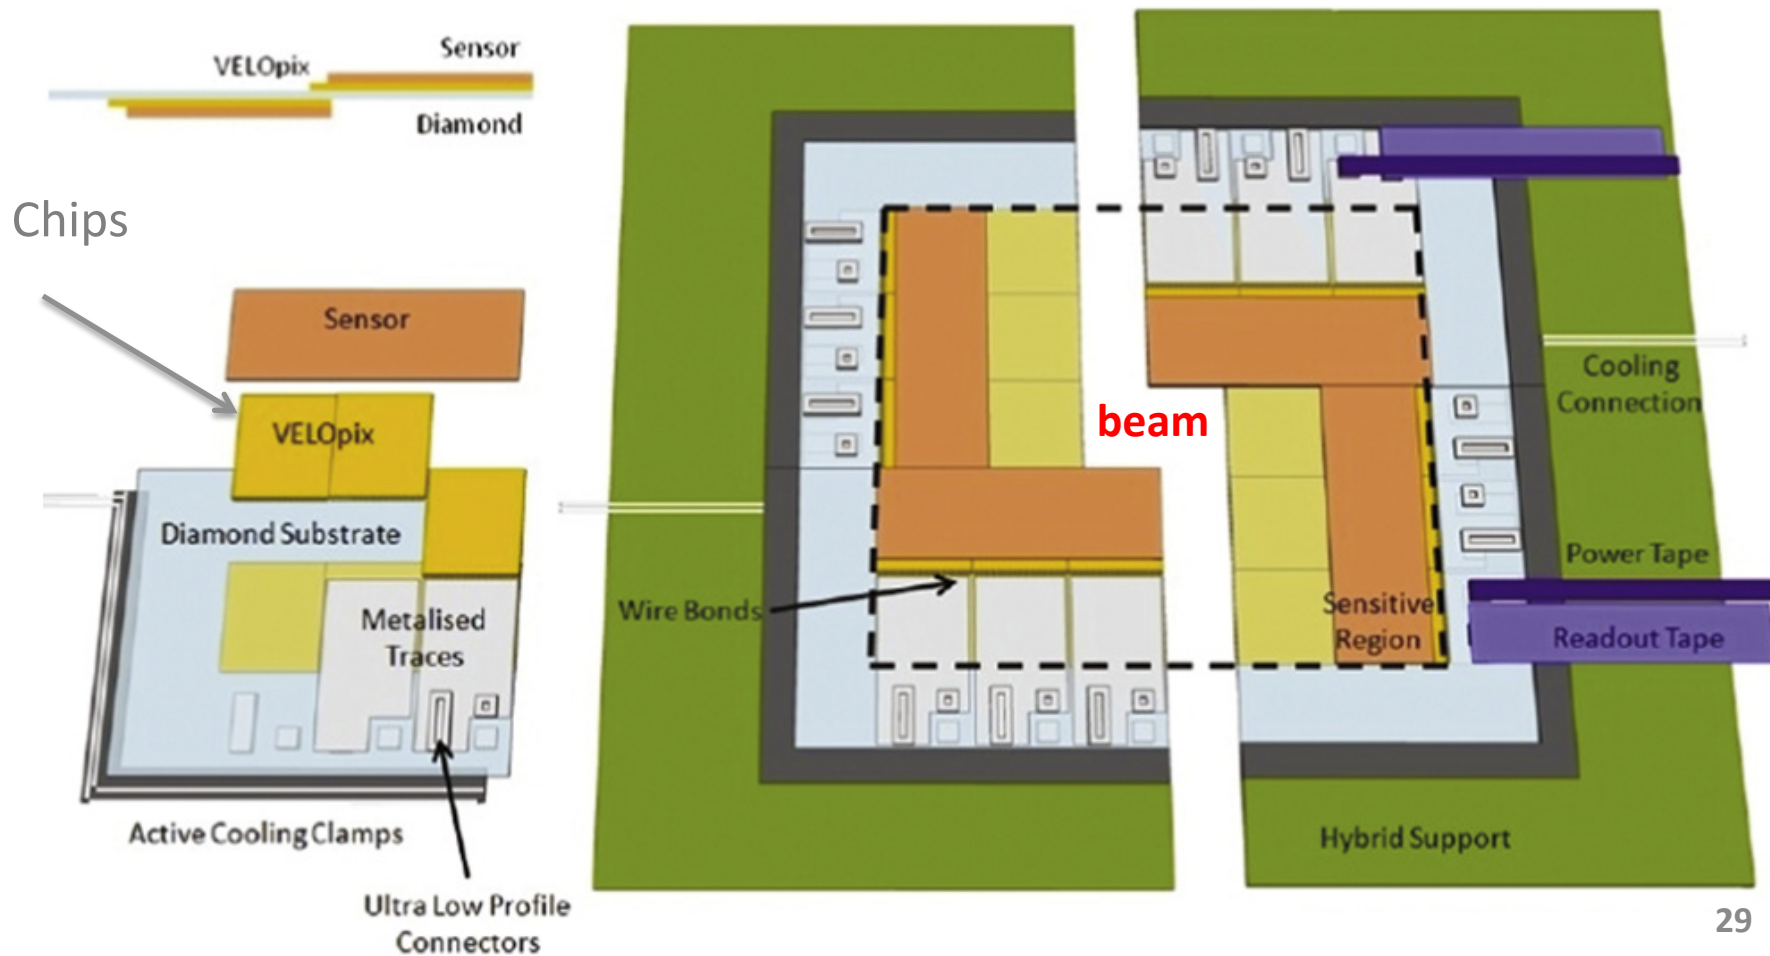 Sensor
VELOpix
Diamond
Chips
Sensor
VELOpix
Diamond Substrate
Metalised
Traces
Active Cooling Clamps
Ultra Low Profile
Connectors
beam
Wire Bonds
Sensitive
Region
Cooling
Connection
Power Tape
Readout Tape
Hybrid Support
29